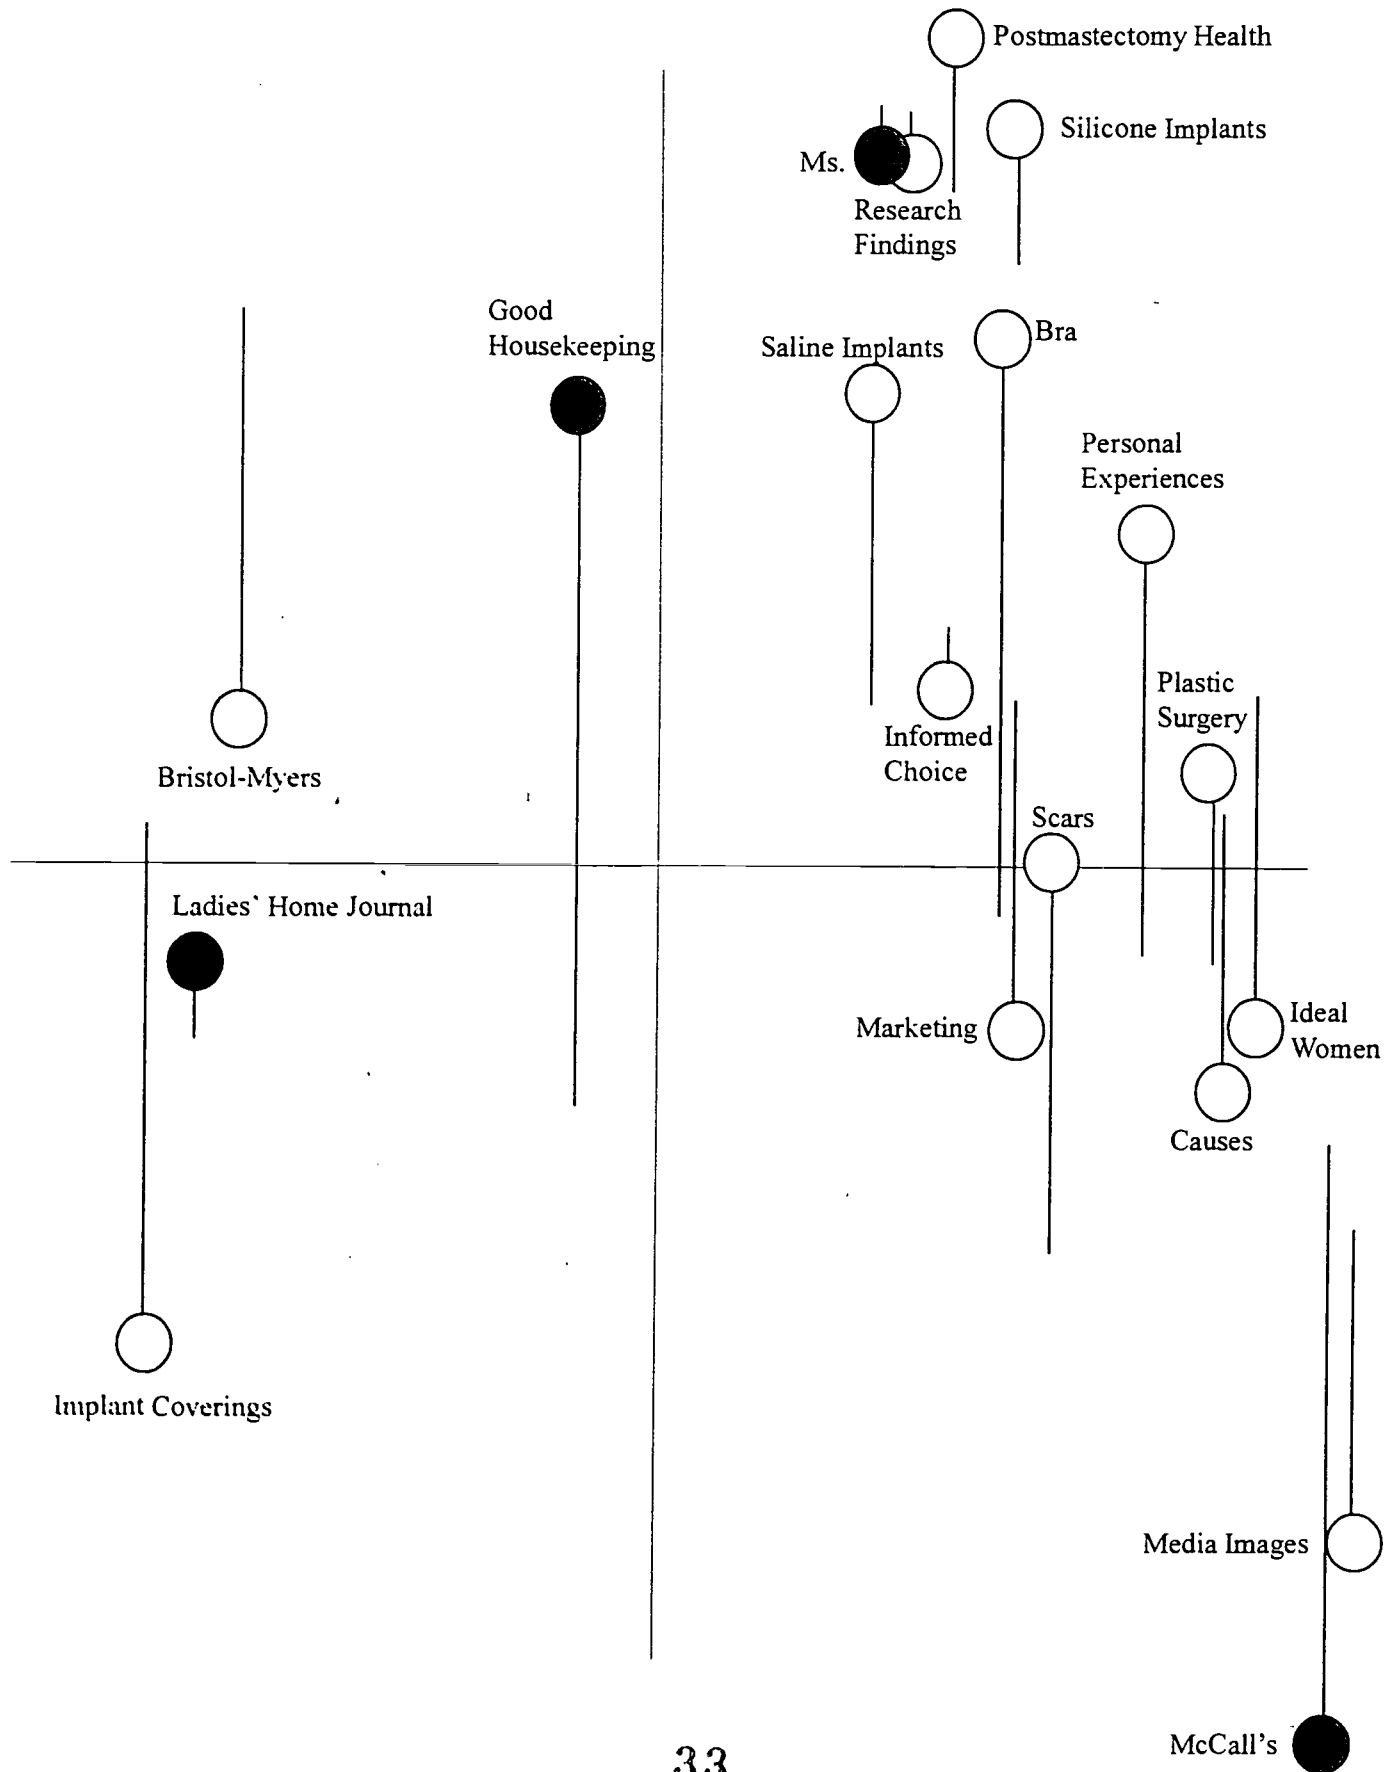 Postmastectomy Health
Silicone Implants
Ms.
Research
Findings
Good
Housekeeping
Saline Implants
Bra
Personal
Experiences
Plastic
Surgery
Informed
Choice
Bristol-Myers
Scars
Ladies' Home Journal
Marketing
Ideal
Women
Causes
Implant Coverings
Media Images
McCall's
33